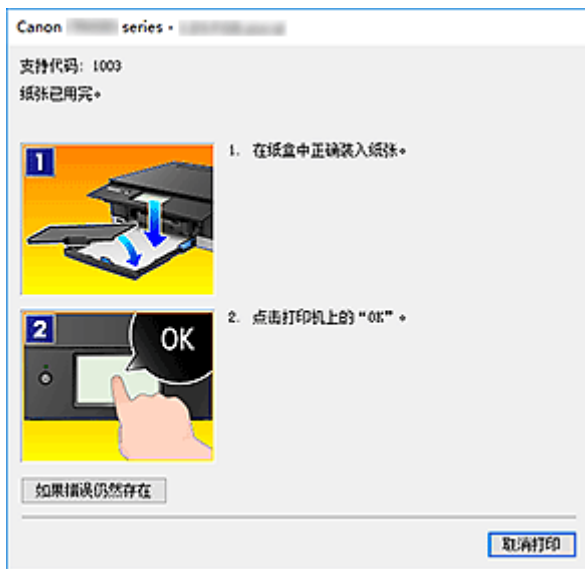 Canon series -
支持代码: 1003
纸张已用完。
1
1. 在纸盒中正确装入纸张。
2
OK
2. 点击打印机上的“OK”。
如果错误仍然存在
取消打印